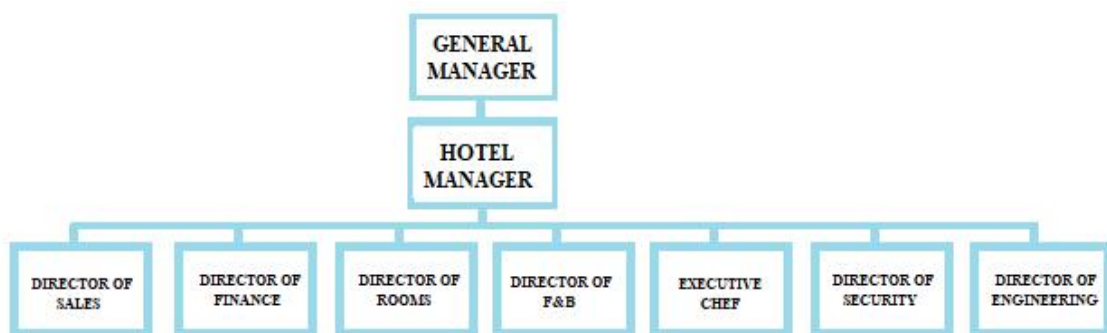 GENERAL
MANAGER
HOTEL
MANAGER
DIRECTOR OF
SALES
DIRECTOR OF
FINANCE
DIRECTOR OF
ROOMS
DIRECTOR OF
F&B
EXECUTIVE
CHEF
DIRECTOR OF
SECURITY
DIRECTOR OF
ENGINEERING